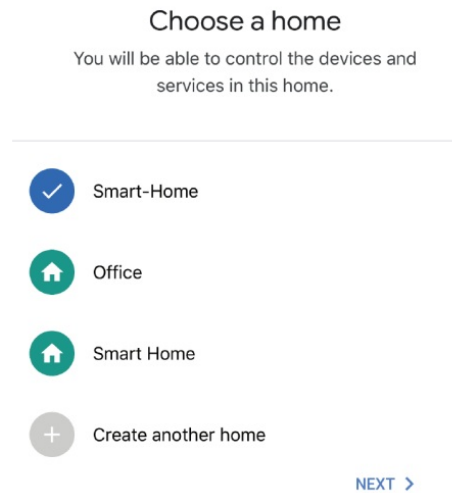 Choose a home
You will be able to control the devices and
services in this home.
Smart-Home
Office
Smart Home
Create another home
NEXT